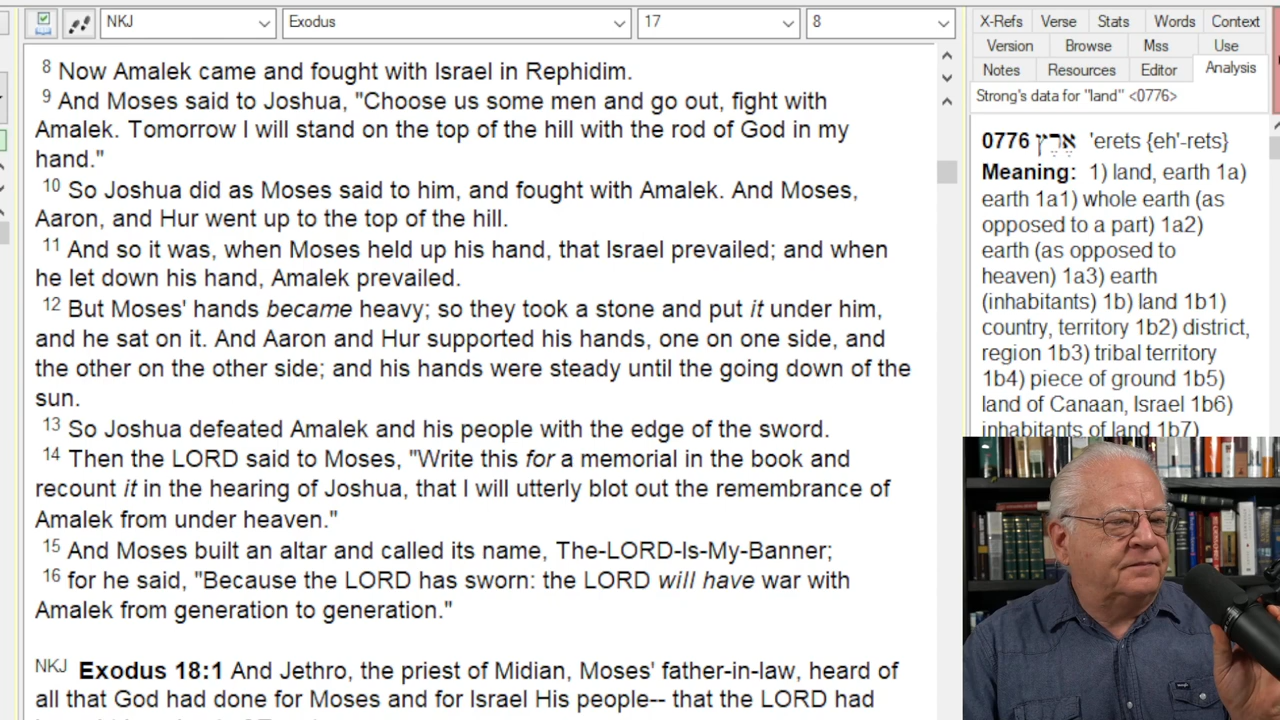 NKJ Exodus 17 8
8 Now Amalek came and fought with Israel in Rephidim.
9 And Moses said to Joshua, "Choose us some men and go out, fight with
Amalek. Tomorrow I will stand on the top of the hill with the rod of God in my
hand."
10 So Joshua did as Moses said to him, and fought with Amalek. And Moses,
Aaron, and Hur went up to the top of the hill.
11 And so it was, when Moses held up his hand, that Israel prevailed; and when
he let down his hand, Amalek prevailed.
12 But Moses' hands became heavy; so they took a stone and put it under him,
and he sat on it. And Aaron and Hur supported his hands, one on one side, and
the other on the other side; and his hands were steady until the going down of the
sun.
13 So Joshua defeated Amalek and his people with the edge of the sword.
14 Then the LORD said to Moses, "Write this for a memorial in the book and
recount it in the hearing of Joshua, that I will utterly blot out the remembrance of
Amalek from under heaven."
15 And Moses built an altar and called its name, The-LORD-Is-My-Banner;
16 for he said, "Because the LORD has sworn: the LORD will have war with
Amalek from generation to generation."
NKJ Exodus 18:1 And Jethro, the priest of Midian, Moses' father-in-law, heard of
all that God had done for Moses and for Israel His people-- that the LORD had
X-Refs Verse Stats Words Context
Version Browse Mss Use
Notes Resources Editor Analysis
Strong's data for "land" <0776>
0776 אֶרֶץ 'erets {eh'-rets}
Meaning: 1) land, earth 1a)
earth 1a1) whole earth (as
opposed to a part) 1a2)
earth (as opposed to
heaven) 1a3) earth
(inhabitants) 1b) land 1b1)
country, territory 1b2) district,
region 1b3) tribal territory
1b4) piece of ground 1b5)
land of Canaan, Israel 1b6)
inhabitants of land 1b7)